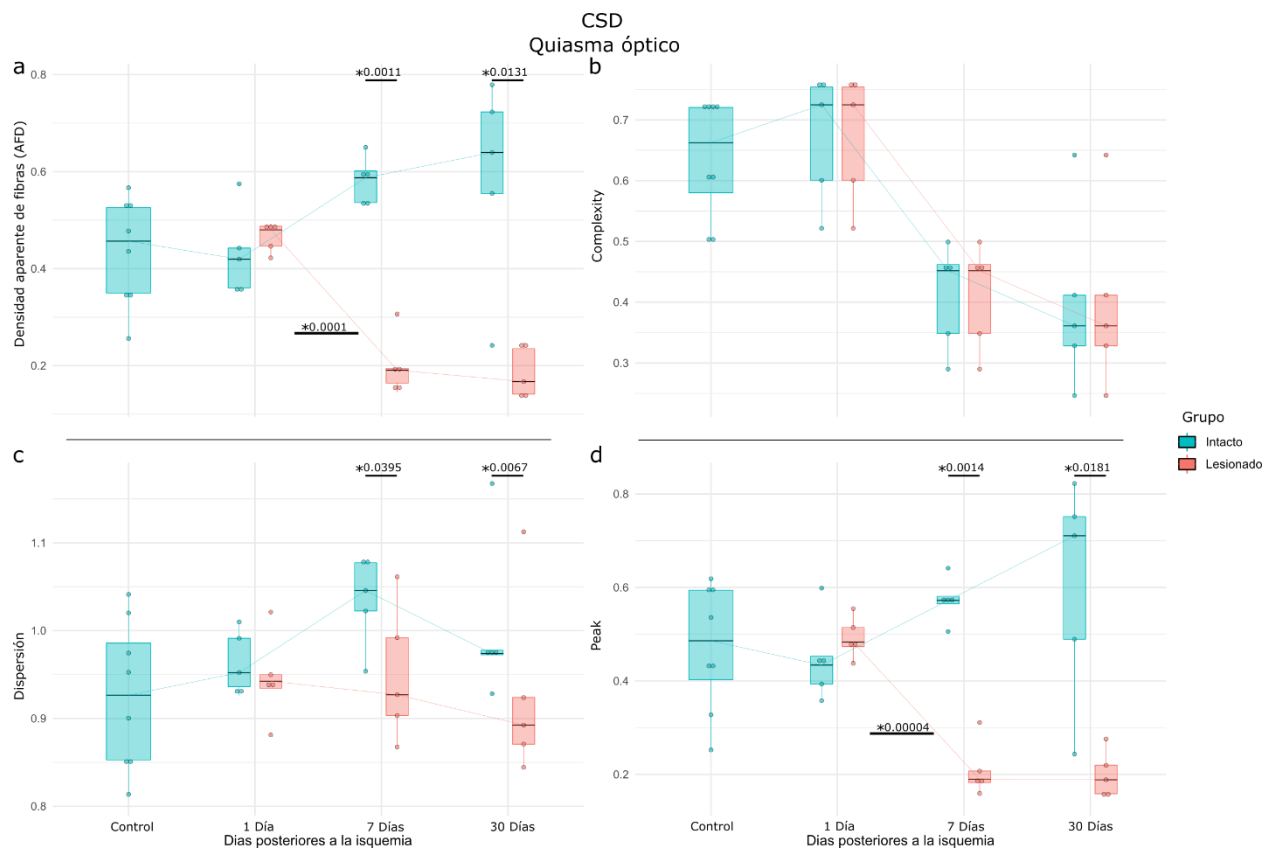 CSD
Quiasma óptico
a
Densidad aparente de fibras (AFD)
0.8
0.6
0.4
0.2
*0.0011
*0.0131
*0.0001
b
Complexity
0.7
0.6
0.5
0.4
0.3
Grupo
Intacto
Lesionado
c
Dispersión
1.1
1.0
0.9
0.8
*0.0395
*0.0067
Control
1 Día
7 Días
30 Días
Dias posteriores a la isquemia
d
Peak
0.8
0.6
0.4
0.2
*0.0014
*0.0181
*0.00004
Control
1 Día
7 Días
30 Días
Dias posteriores a la isquemia